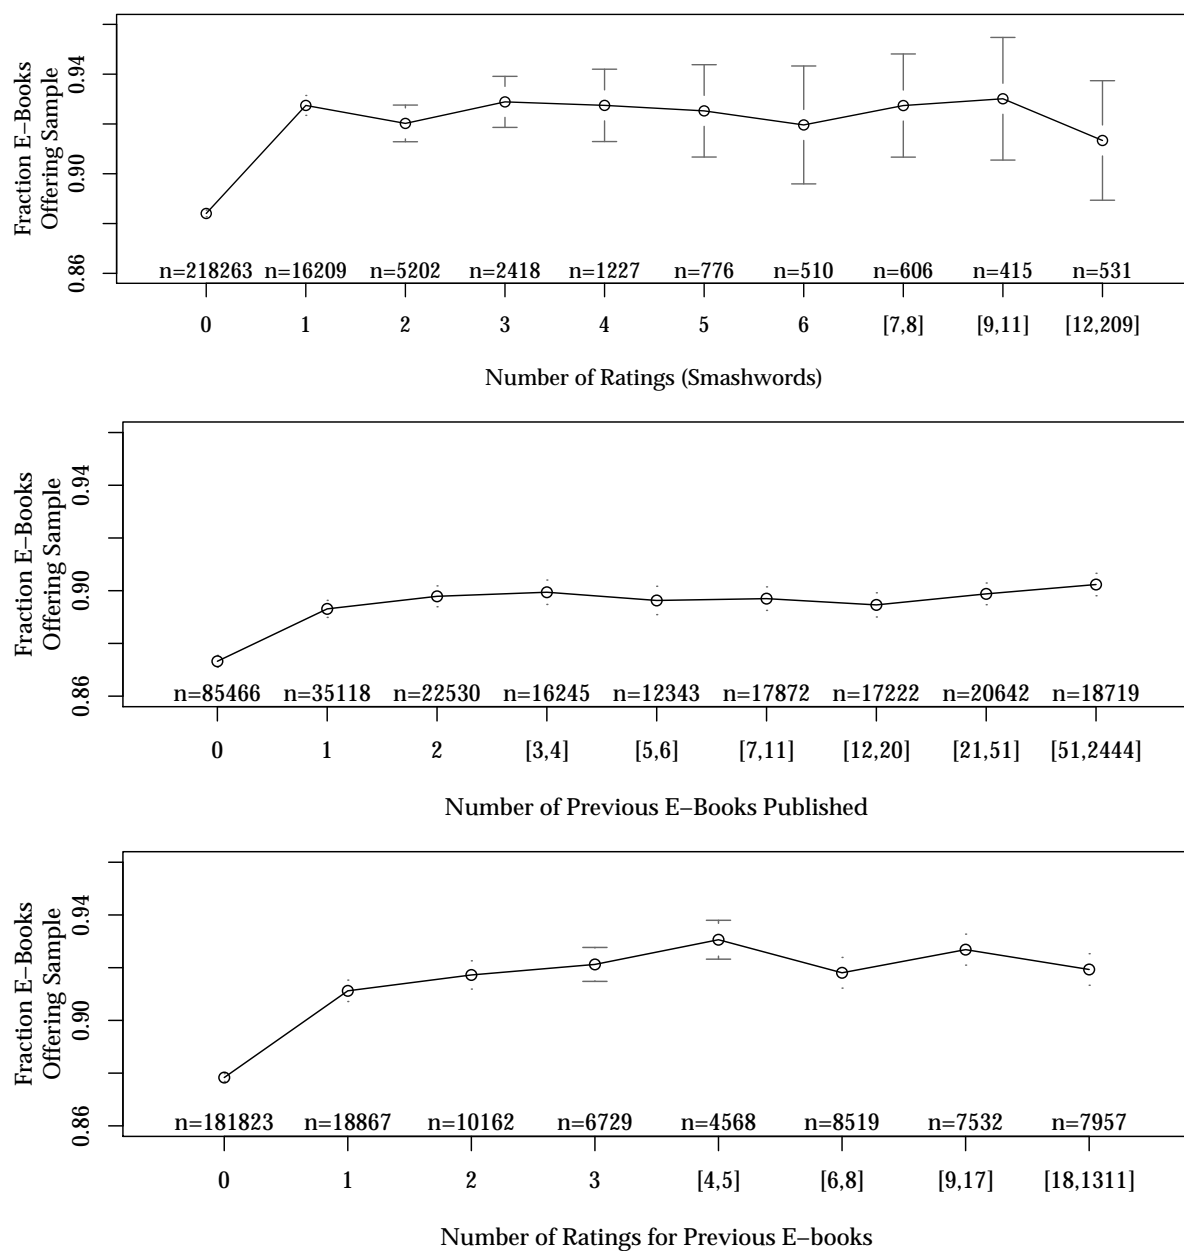 Fraction E–Books
Offering Sample
0.94
0.90
0.86
n=218263 n=16209 n=5202 n=2418 n=1227 n=776 n=510 n=606 n=415 n=531
0 1 2 3 4 5 6 [7,8] [9,11] [12,209]
Number of Ratings (Smashwords)
Fraction E–Books
Offering Sample
0.94
0.90
0.86
n=85466 n=35118 n=22530 n=16245 n=12343 n=17872 n=17222 n=20642 n=18719
0 1 2 [3,4] [5,6] [7,11] [12,20] [21,51] [51,2444]
Number of Previous E–Books Published
Fraction E–Books
Offering Sample
0.94
0.90
0.86
n=181823 n=18867 n=10162 n=6729 n=4568 n=8519 n=7532 n=7957
0 1 2 3 [4,5] [6,8] [9,17] [18,1311]
Number of Ratings for Previous E–books